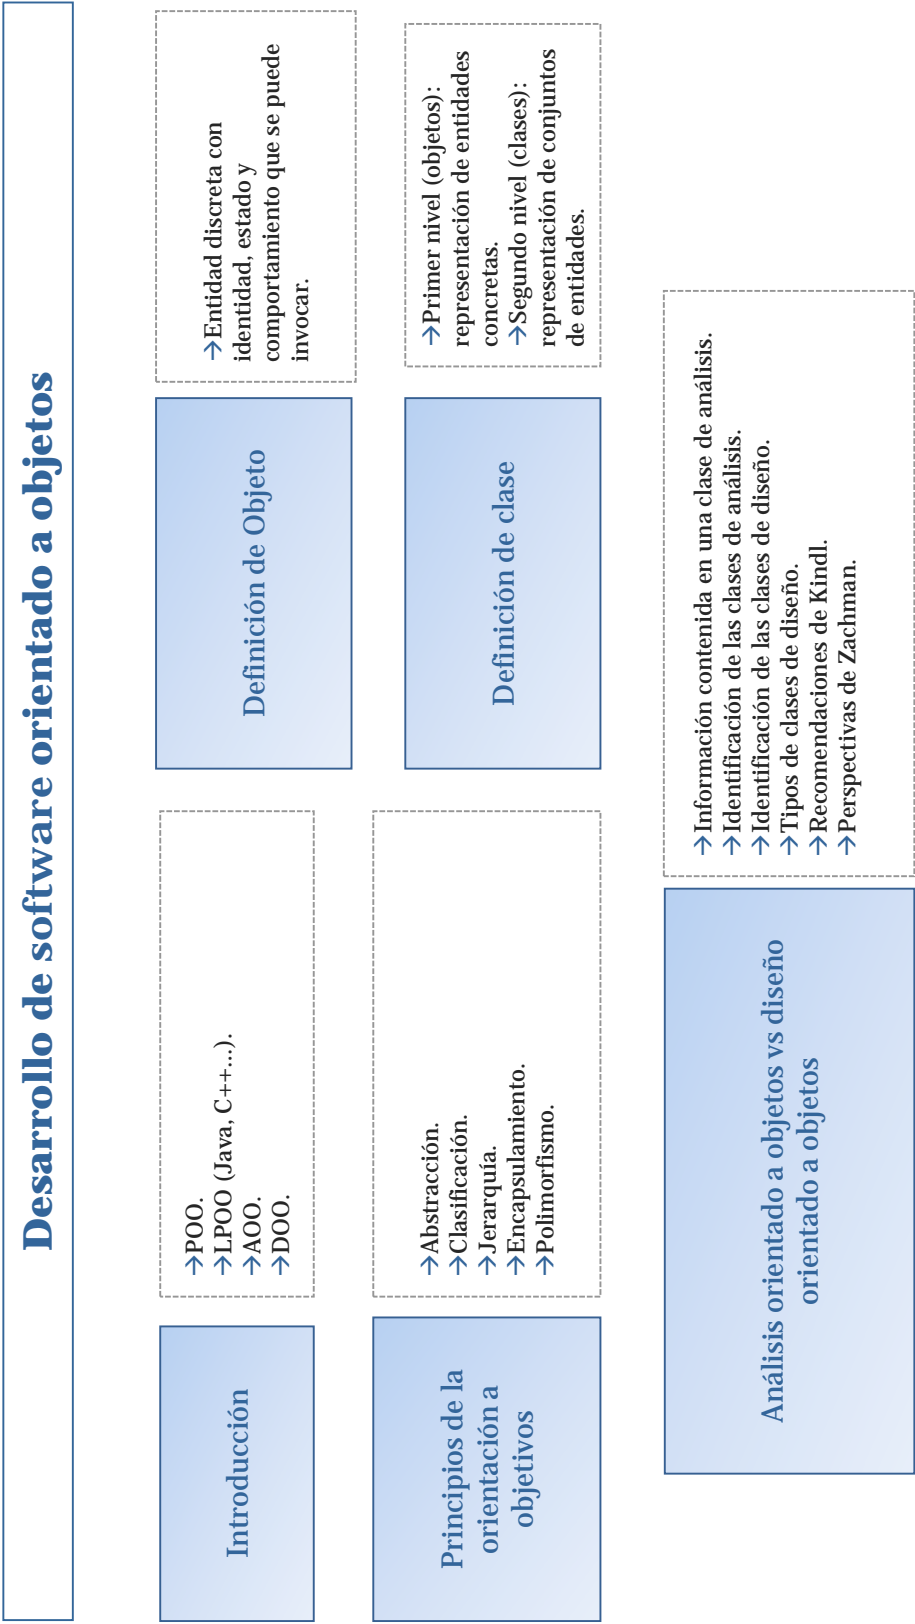 Desarrollo de software orientado a objetos
Introducción
→POO.
→LPOO (Java, C++...).
→AOO.
→DOO.
Definición de Objeto
→Entidad discreta con
identidad, estado y
comportamiento que se puede
invocar.
Principios de la
orientación a
objetivos
→Abstracción.
→Clasificación.
→Jerarquía.
→Encapsulamiento.
→Polimorfismo.
Definición de clase
→Primer nivel (objetos):
representación de entidades
concretas.
→Segundo nivel (clases):
representación de conjuntos
de entidades.
Análisis orientado a objetos vs diseño
orientado a objetos
→Información contenida en una clase de análisis.
→Identificación de las clases de análisis.
→Identificación de las clases de diseño.
→Tipos de clases de diseño.
→Recomendaciones de Kindl.
→Perspectivas de Zachman.